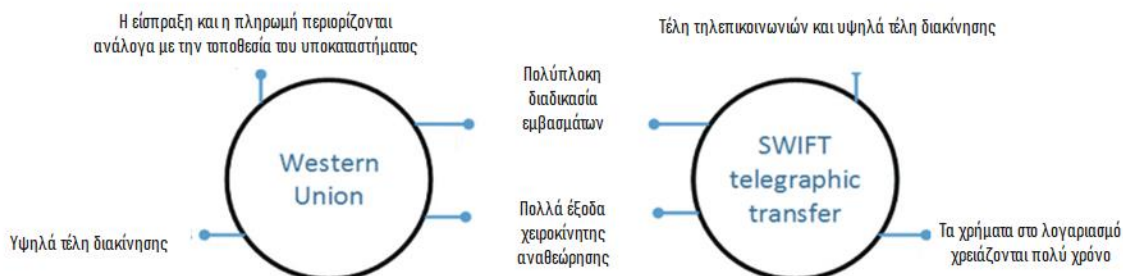 Η είσπραξη και η πληρωμή περιορίζονται
ανάλογα με την τοποθεσία του υποκαταστήματος
Τέλη τηλεπικοινωνιών και υψηλά τέλη διακίνησης
Πολύπλοκη
διαδικασία
εμβασμάτων
Western
Union
SWIFT
telegraphic
transfer
Πολλά έξοδα
χειροκίνητης
αναθεώρησης
Υψηλά τέλη διακίνησης
Τα χρήματα στο λογαριασμό
χρειάζονται πολύ χρόνο